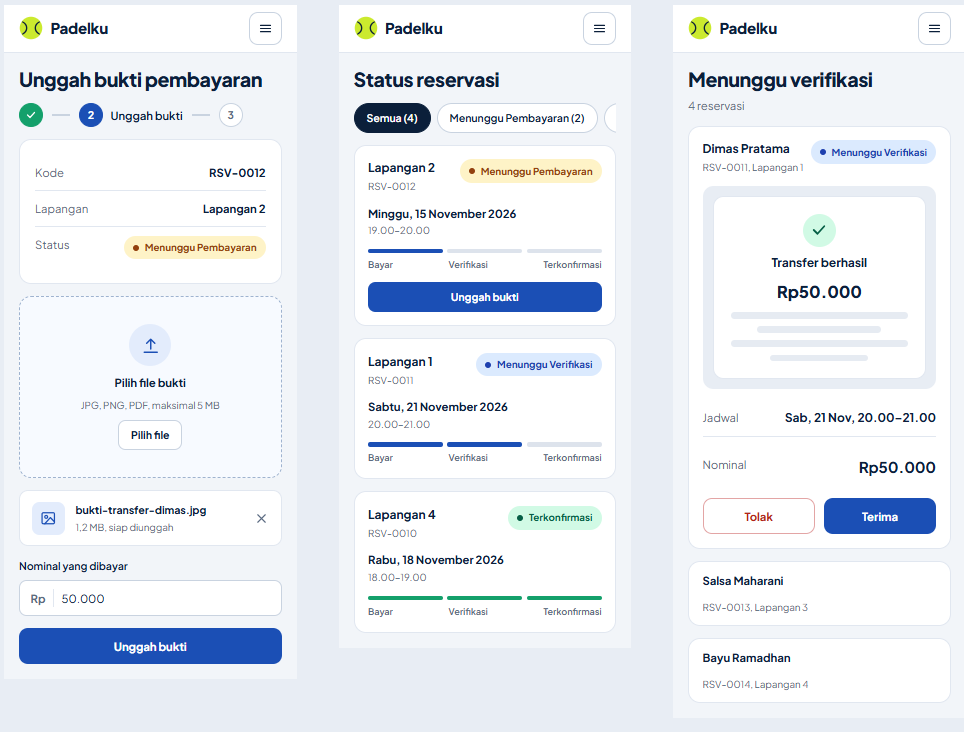 Padelku
Unggah bukti pembayaran
2 Unggah bukti 3
Kode RSV-0012
Lapangan Lapangan 2
Status Menunggu Pembayaran
Pilih file bukti
JPG, PNG, PDF, maksimal 5 MB
Pilih file
bukti-transfer-dimas.jpg
1,2 MB, siap diunggah
Nominal yang dibayar
Rp 50.000
Unggah bukti
Padelku
Status reservasi
Semua (4) Menunggu Pembayaran (2)
Lapangan 2 Menunggu Pembayaran
RSV-0012
Minggu, 15 November 2026
19.00–20.00
Bayar Verifikasi Terkonfirmasi
Unggah bukti
Lapangan 1 Menunggu Verifikasi
RSV-0011
Sabtu, 21 November 2026
20.00–21.00
Bayar Verifikasi Terkonfirmasi
Lapangan 4 Terkonfirmasi
RSV-0010
Rabu, 18 November 2026
18.00–19.00
Bayar Verifikasi Terkonfirmasi
Padelku
Menunggu verifikasi
4 reservasi
Dimas Pratama Menunggu Verifikasi
RSV-0011, Lapangan 1
Transfer berhasil
Rp50.000
Jadwal Sab, 21 Nov, 20.00–21.00
Nominal Rp50.000
Tolak Terima
Salsa Maharani
RSV-0013, Lapangan 3
Bayu Ramadhan
RSV-0014, Lapangan 4